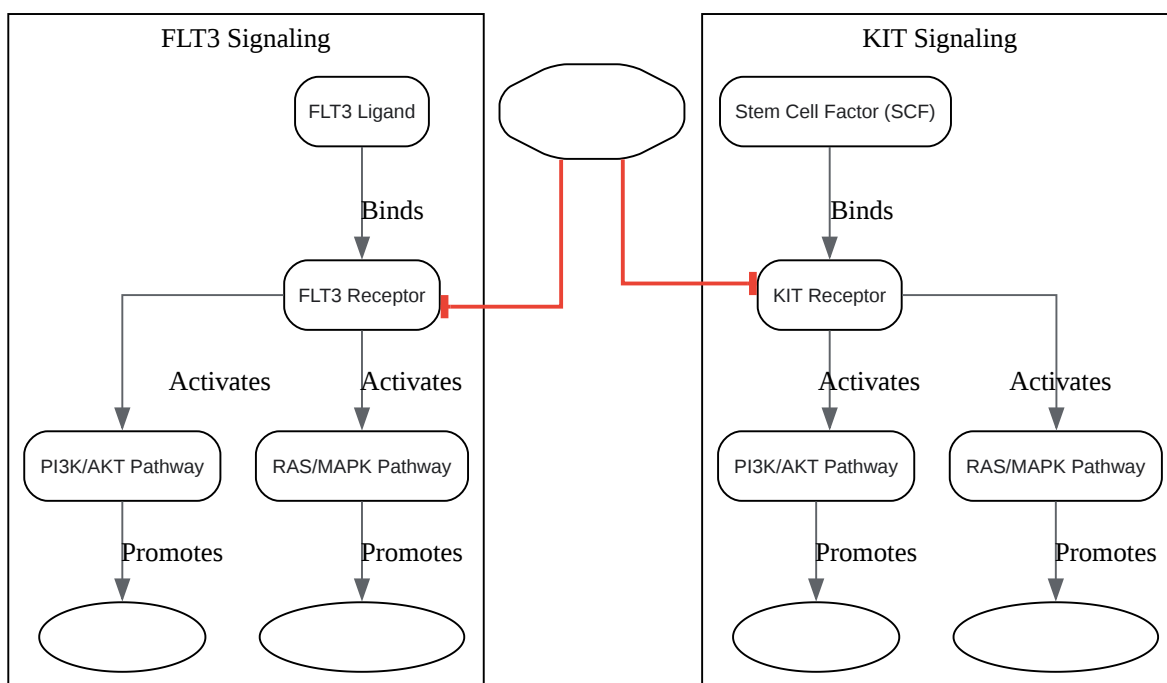 FLT3 Signaling
KIT Signaling
FLT3 Ligand
Stem Cell Factor (SCF)
Binds
Binds
FLT3 Receptor
KIT Receptor
Activates
Activates
Activates
Activates
PI3K/AKT Pathway
RAS/MAPK Pathway
PI3K/AKT Pathway
RAS/MAPK Pathway
Promotes
Promotes
Promotes
Promotes